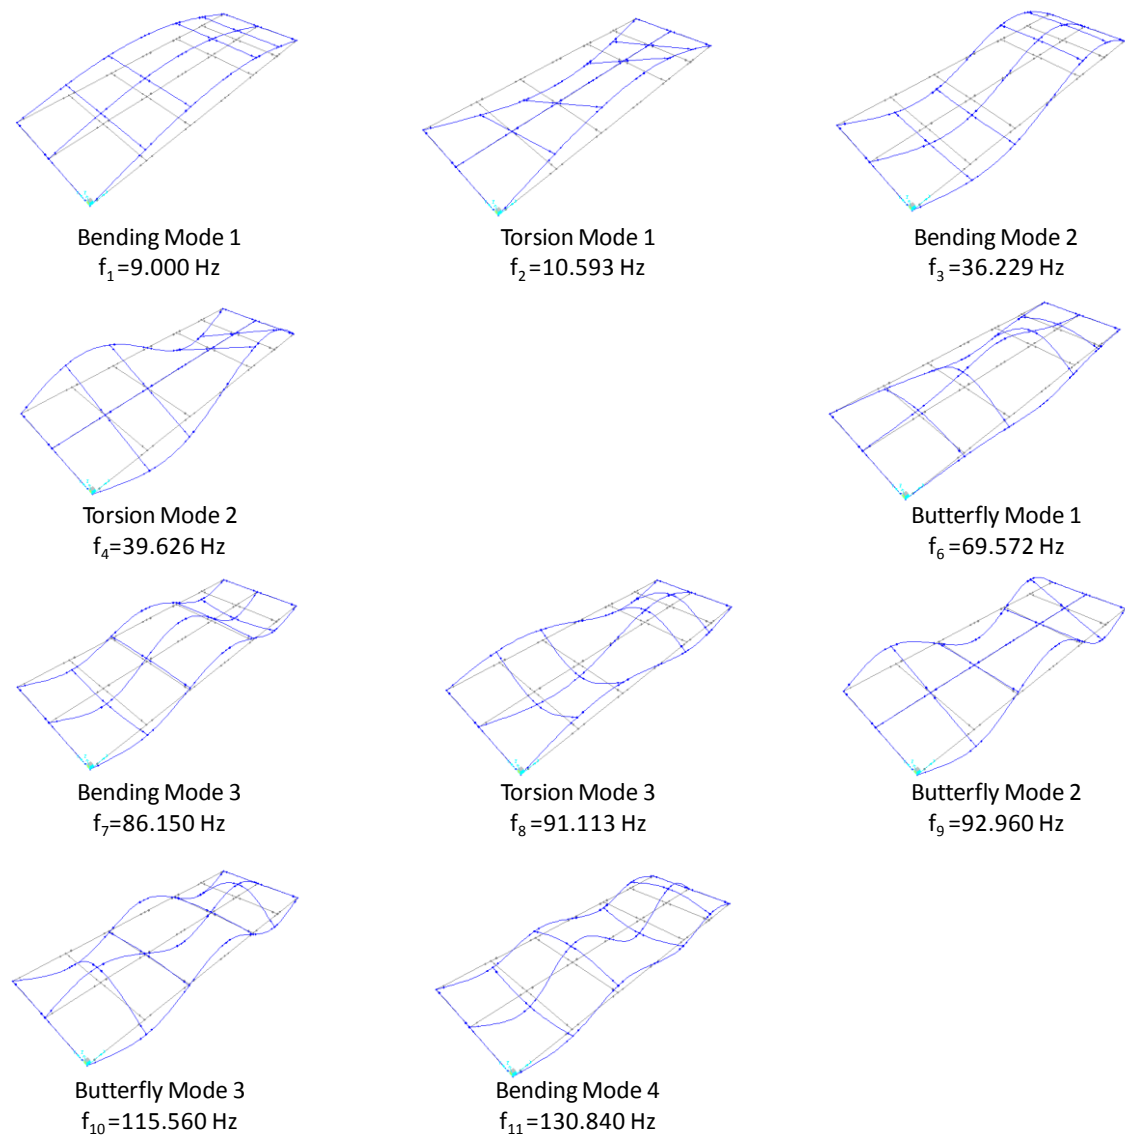 Bending Mode 1
f₁=9.000 Hz
Torsion Mode 1
f₂=10.593 Hz
Bending Mode 2
f₃=36.229 Hz
Torsion Mode 2
f₄=39.626 Hz
Butterfly Mode 1
f₆=69.572 Hz
Bending Mode 3
f₇=86.150 Hz
Torsion Mode 3
f₈=91.113 Hz
Butterfly Mode 2
f₉=92.960 Hz
Butterfly Mode 3
f₁₀=115.560 Hz
Bending Mode 4
f₁₁=130.840 Hz